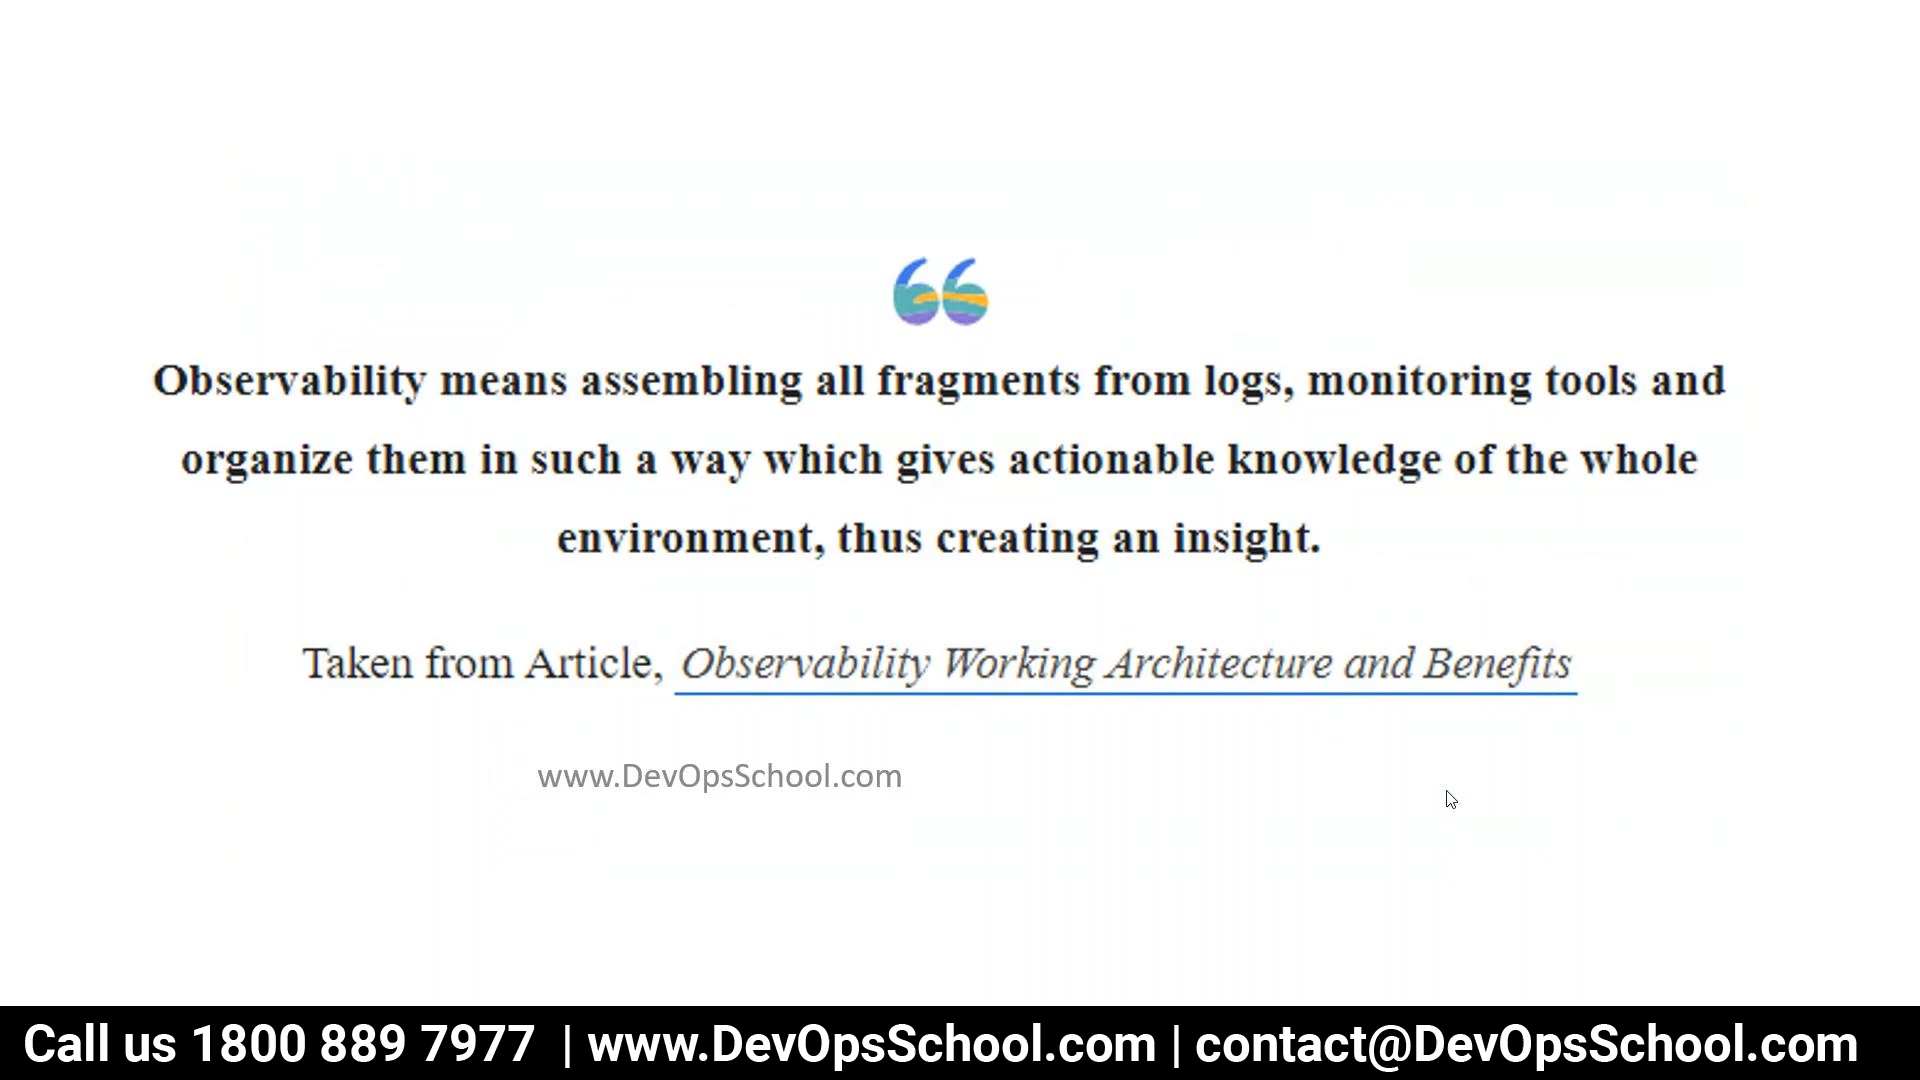 Observability means assembling all fragments from logs, monitoring tools and
organize them in such a way which gives actionable knowledge of the whole
environment, thus creating an insight.
Taken from Article, Observability Working Architecture and Benefits
www.DevOpsSchool.com
Call us 1800 889 7977 | www.DevOpsSchool.com | contact@DevOpsSchool.com